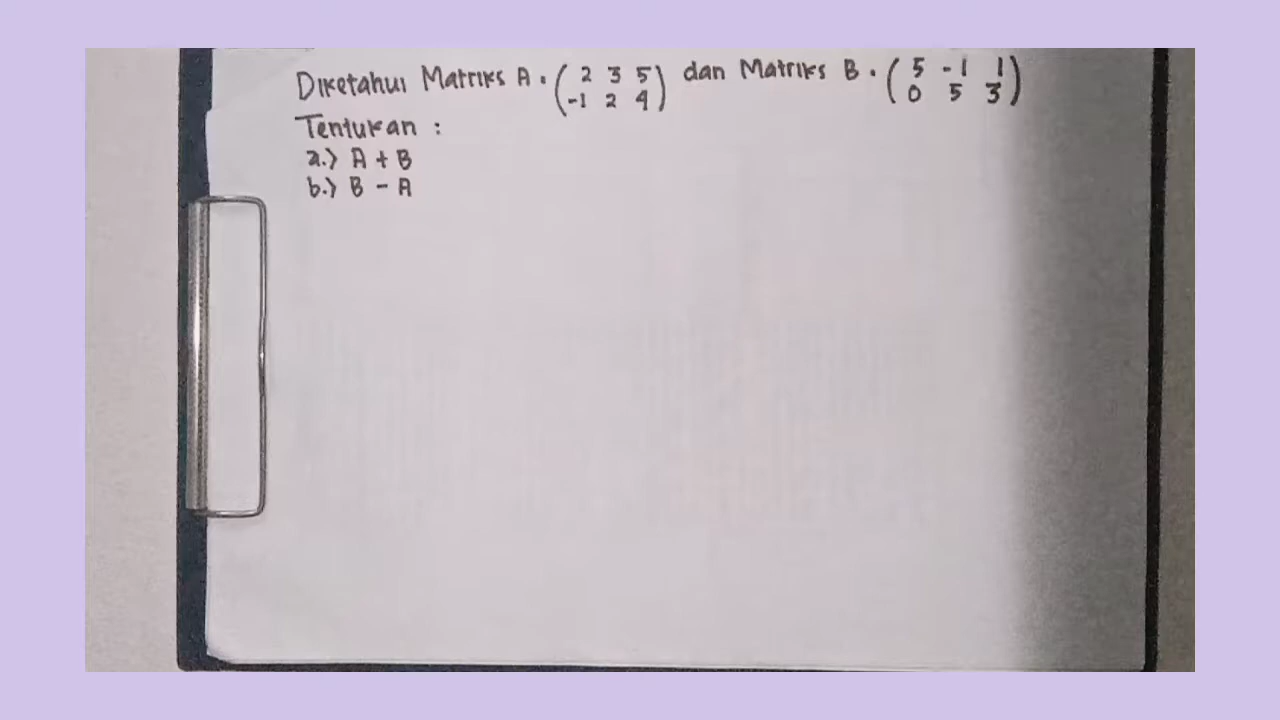 Diketahui Matriks A = ( 2 3 5 ) dan Matriks B = ( 5 -1 1 )
( -1 2 4 ) ( 0 5 3 )
Tentukan :
a.) A + B
b.) B - A